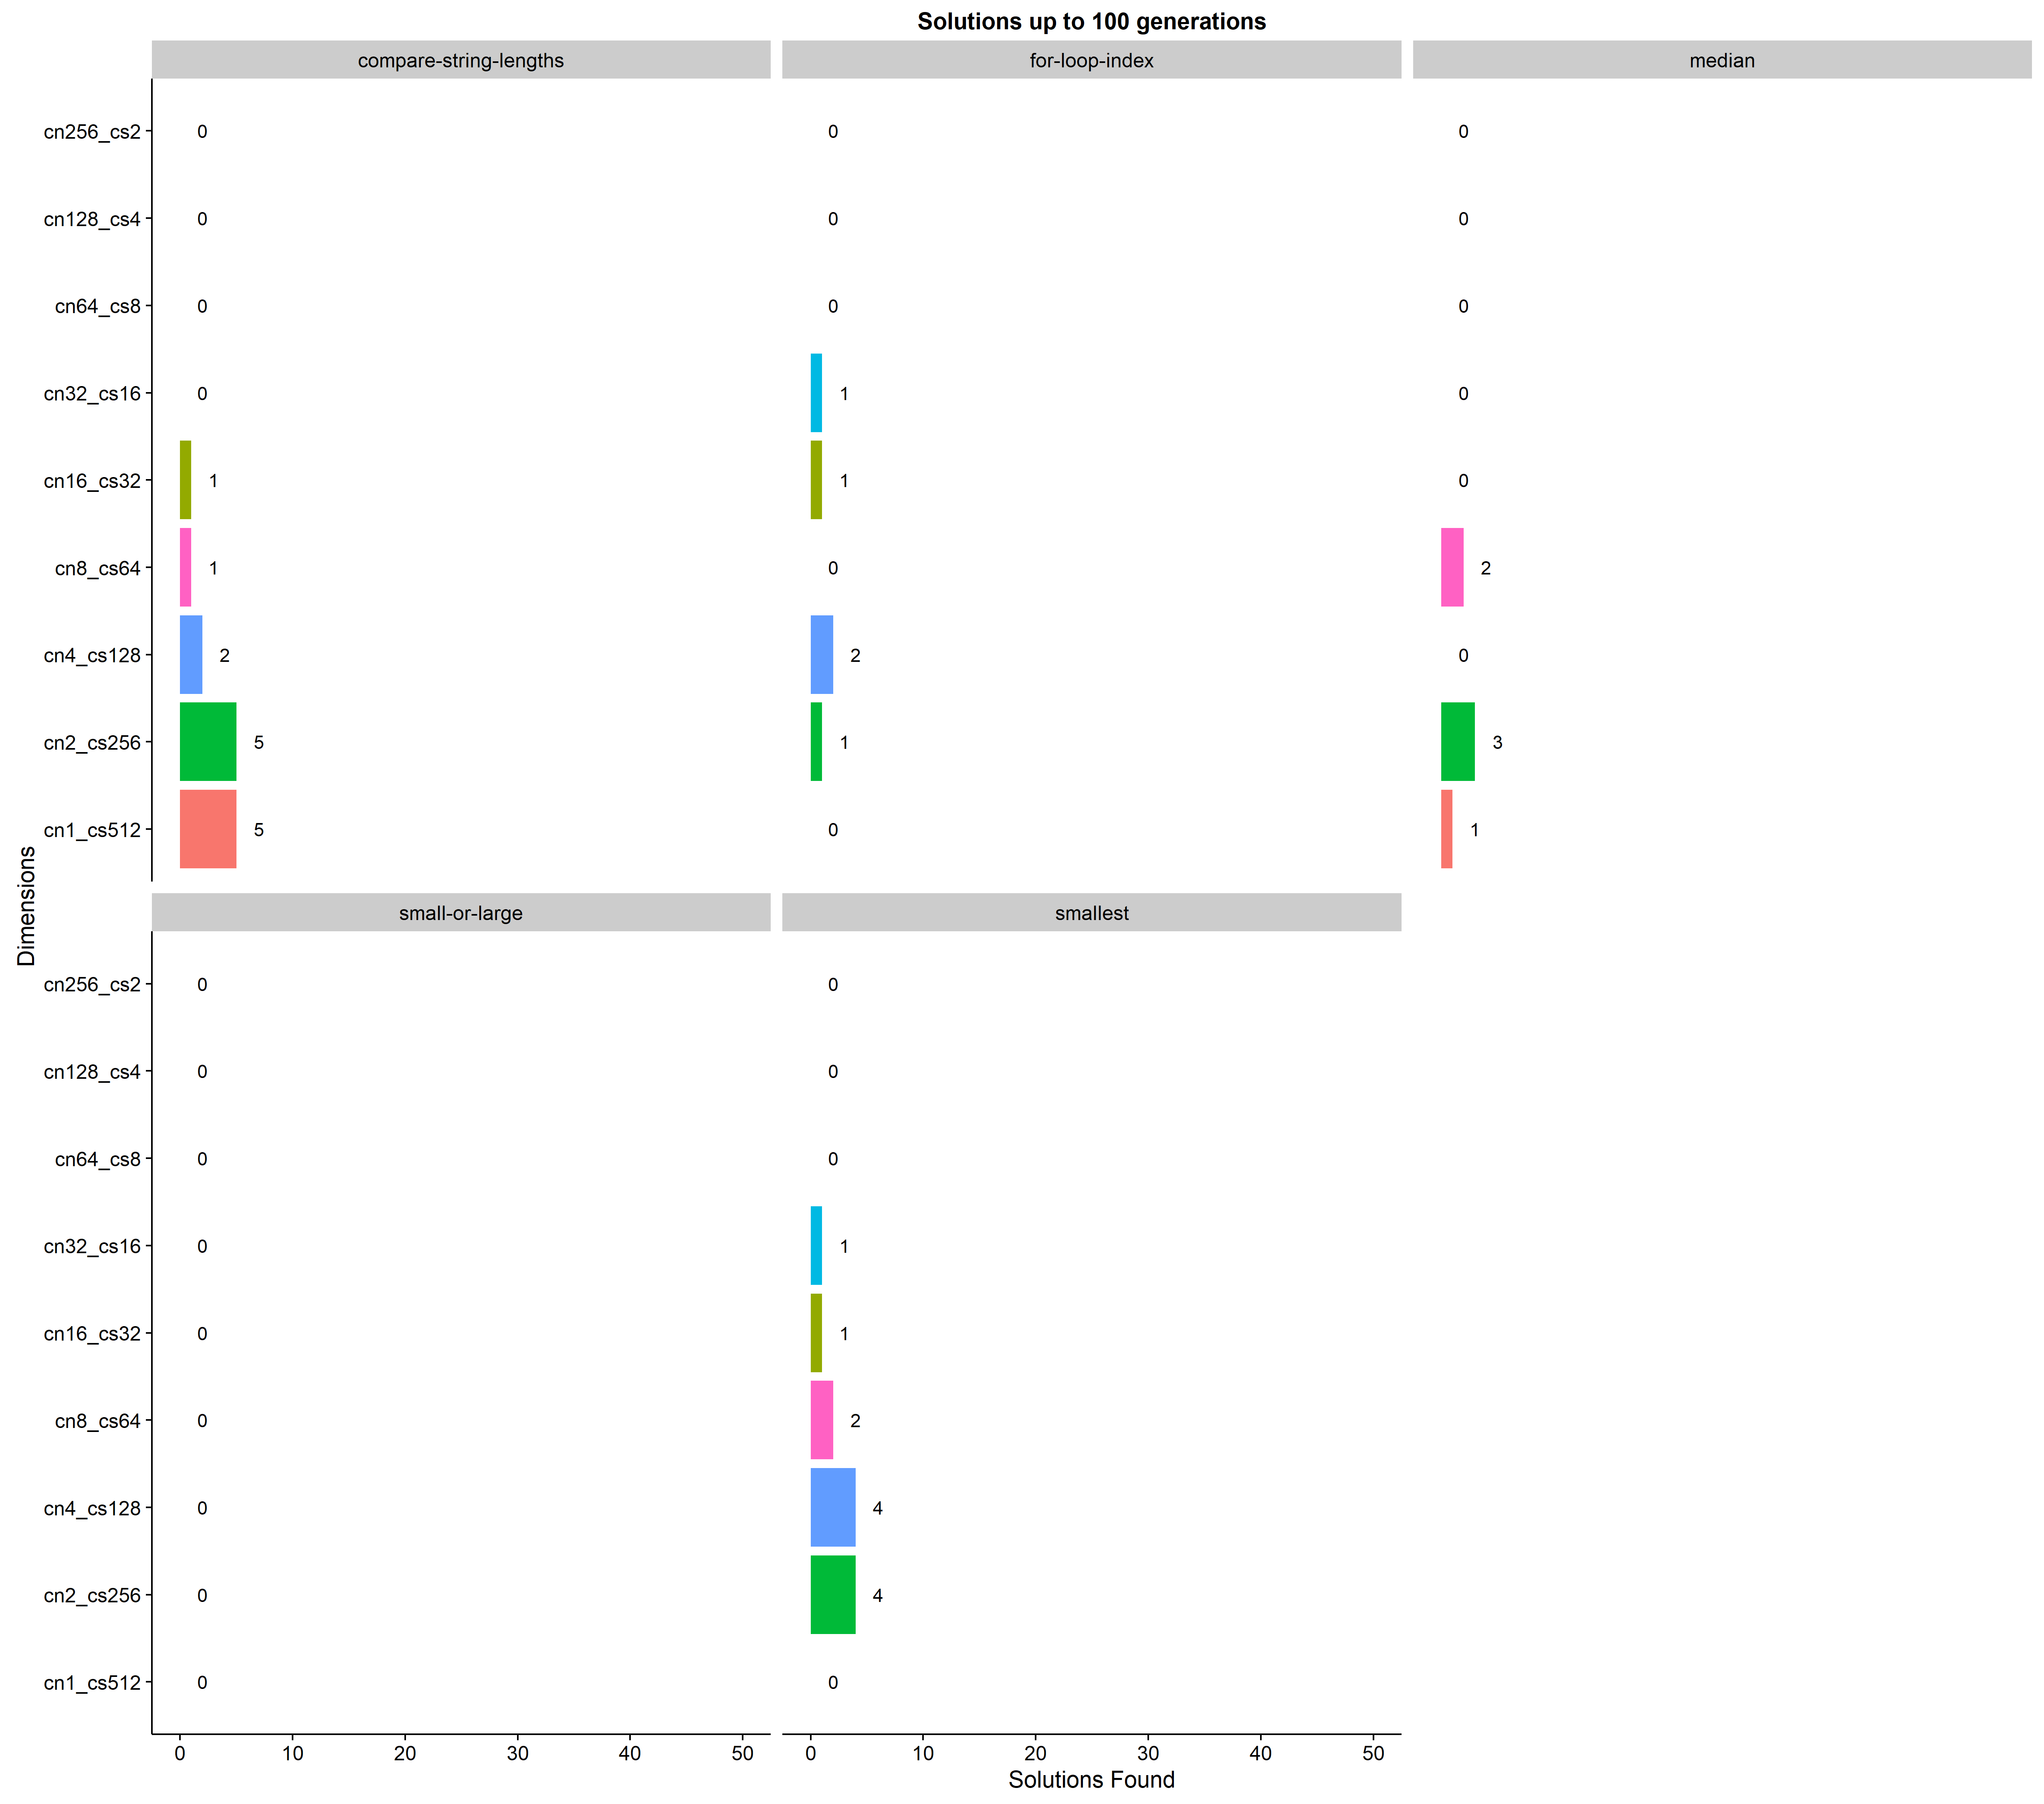 Solutions up to 100 generations
compare-string-lengths for-loop-index median
cn256_cs2 0 0 0
cn128_cs4 0 0 0
cn64_cs8 0 0 0
cn32_cs16 0 1 0
cn16_cs32 1 1 0
cn8_cs64 1 0 2
cn4_cs128 2 2 0
cn2_cs256 5 1 3
cn1_cs512 5 0 1
Dimensions
small-or-large smallest
cn256_cs2 0 0
cn128_cs4 0 0
cn64_cs8 0 0
cn32_cs16 0 1
cn16_cs32 0 1
cn8_cs64 0 2
cn4_cs128 0 4
cn2_cs256 0 4
cn1_cs512 0 0
0 10 20 30 40 50 0 10 20 30 40 50
Solutions Found